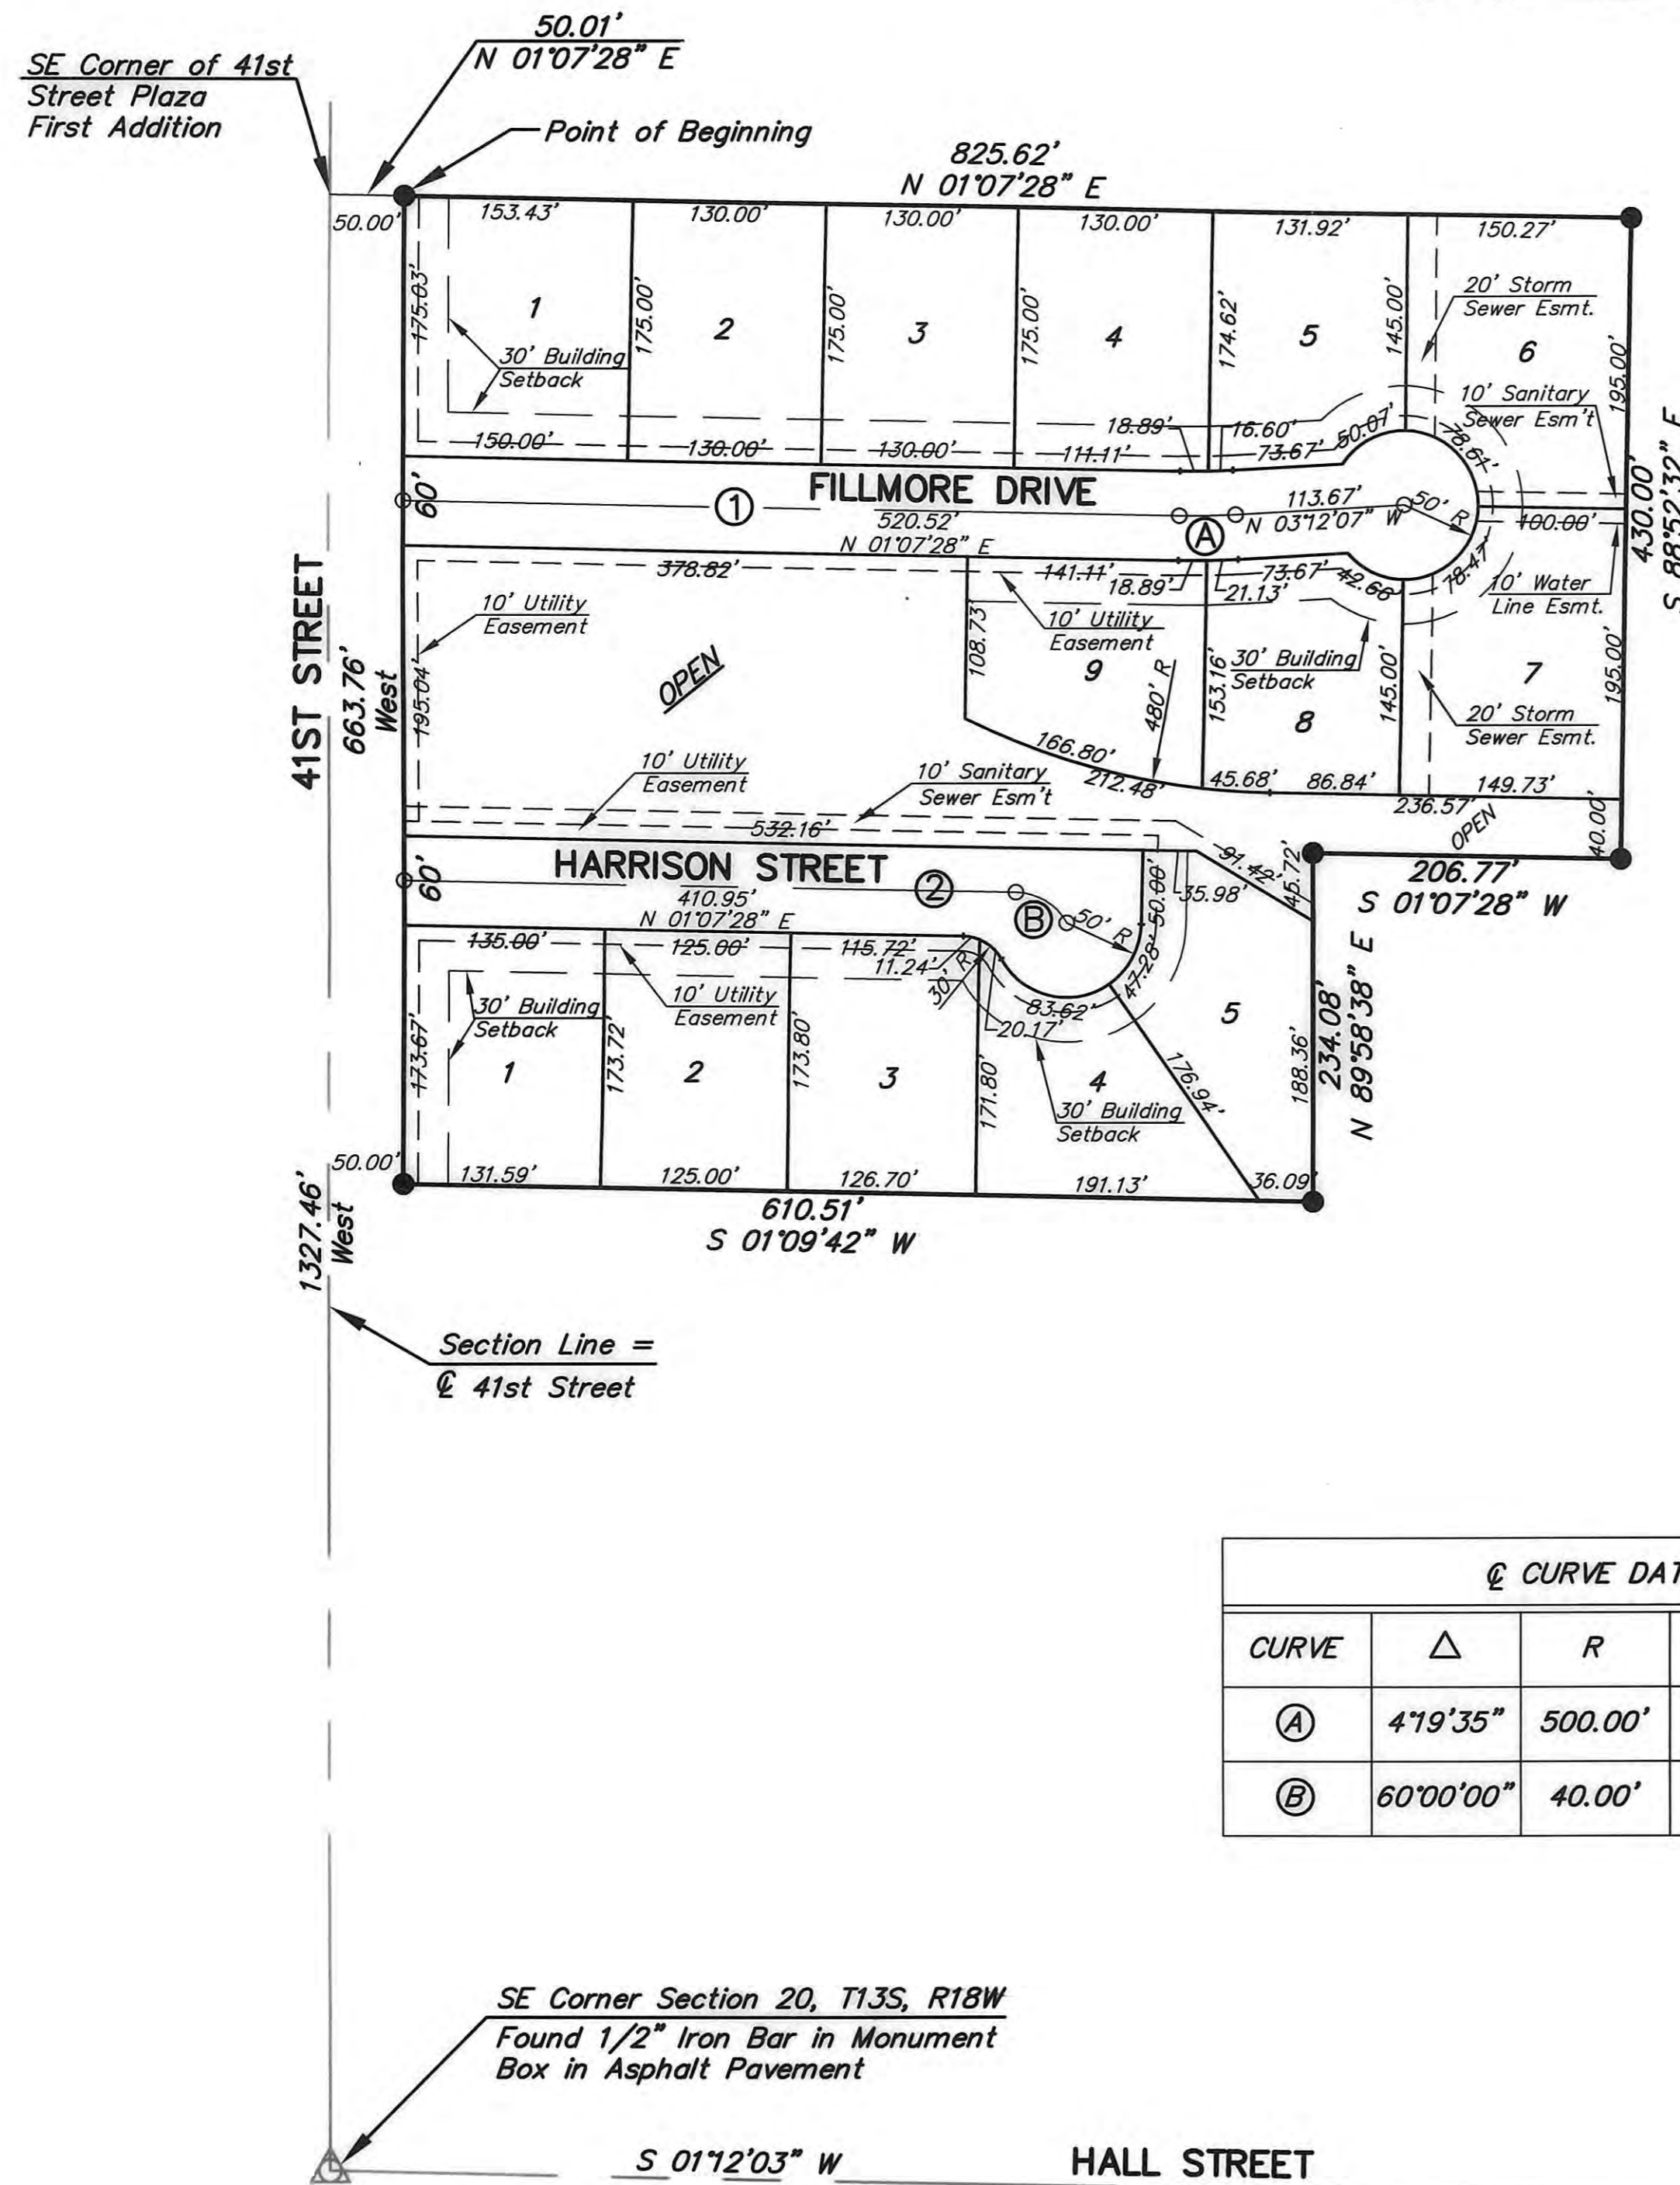 50.01'
N 01°07'28" E
SE Corner of 41st
Street Plaza
First Addition
Point of Beginning
825.62'
N 01°07'28" E
50.00'
153.43'
130.00'
130.00'
130.00'
131.92'
150.27'
175.03'
1
175.00'
2
175.00'
3
175.00'
4
174.62'
5
145.00'
20' Storm
Sewer Esmt.
6
195.00'
30' Building
Setback
10' Sanitary
Sewer Esm't
150.00'
130.00'
130.00'
111.11'
18.89'
16.60'
73.67'
50.07'
78.61'
60'
1
FILLMORE DRIVE
520.52'
N 01°07'28" E
A
113.67'
N 03°12'07" W
50' R
100.00'
430.00'
S 88°52'32" E
378.82'
141.11'
18.89'
73.67'
21.13'
42.66'
78.47'
10' Water
Line Esmt.
10' Utility
Easement
10' Utility
Easement
108.73'
9
480' R
153.16'
30' Building
Setback
8
145.00'
7
195.00'
20' Storm
Sewer Esmt.
41ST STREET
663.76'
West
195.04'
OPEN
166.80'
212.48'
45.68'
86.84'
149.73'
236.57'
OPEN
40.00'
10' Utility
Easement
10' Sanitary
Sewer Esm't
532.16'
60'
HARRISON STREET
410.95'
N 01°07'28" E
2
B
50' R
50.00'
35.98'
91.42'
45.72'
206.77'
S 01°07'28" W
135.00'
125.00'
115.72'
11.24'
30' R
47.28'
83.62'
20.17'
30' Building
Setback
10' Utility
Easement
173.67'
1
173.72'
2
173.80'
3
171.80'
4
176.94'
5
188.36'
234.08'
N 89°58'38" E
30' Building
Setback
50.00'
131.59'
125.00'
126.70'
191.13'
36.09'
610.51'
S 01°09'42" W
1327.46'
West
Section Line =
℄ 41st Street
℄ CURVE DAT
CURVE △ R
A 4°19'35" 500.00'
B 60°00'00" 40.00'
SE Corner Section 20, T13S, R18W
Found 1/2" Iron Bar in Monument
Box in Asphalt Pavement
S 01°12'03" W
HALL STREET